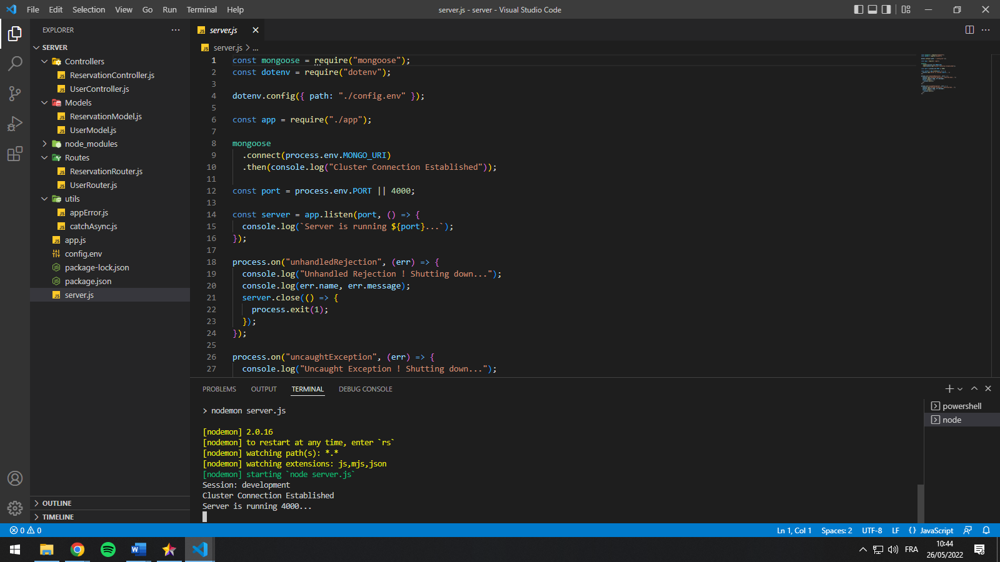 File Edit Selection View Go Run Terminal Help
server.js - server - Visual Studio Code
EXPLORER
SERVER
Controllers
ReservationController.js
UserController.js
Models
ReservationModel.js
UserModel.js
node_modules
Routes
ReservationRouter.js
UserRouter.js
utils
appError.js
catchAsync.js
app.js
config.env
package-lock.json
package.json
server.js
OUTLINE
TIMELINE
server.js
server.js > ...
1 const mongoose = require("mongoose");
2 const dotenv = require("dotenv");
3
4 dotenv.config({ path: "./config.env" });
5
6 const app = require("./app");
7
8 mongoose
9 .connect(process.env.MONGO_URI)
10 .then(console.log("Cluster Connection Established"));
11
12 const port = process.env.PORT || 4000;
13
14 const server = app.listen(port, () => {
15 console.log(`Server is running ${port}...`);
16 });
17
18 process.on("unhandledRejection", (err) => {
19 console.log("Unhandled Rejection ! Shutting down...");
20 console.log(err.name, err.message);
21 server.close(() => {
22 process.exit(1);
23 });
24 });
25
26 process.on("uncaughtException", (err) => {
27 console.log("Uncaught Exception ! Shutting down...");
PROBLEMS OUTPUT TERMINAL DEBUG CONSOLE
> nodemon server.js
[nodemon] 2.0.16
[nodemon] to restart at any time, enter `rs`
[nodemon] watching path(s): *.*
[nodemon] watching extensions: js,mjs,json
[nodemon] starting `node server.js`
Session: development
Cluster Connection Established
Server is running 4000...
powershell
node
0 0
Ln 1, Col 1 Spaces: 2 UTF-8 LF {} JavaScript
FRA
10:44
26/05/2022